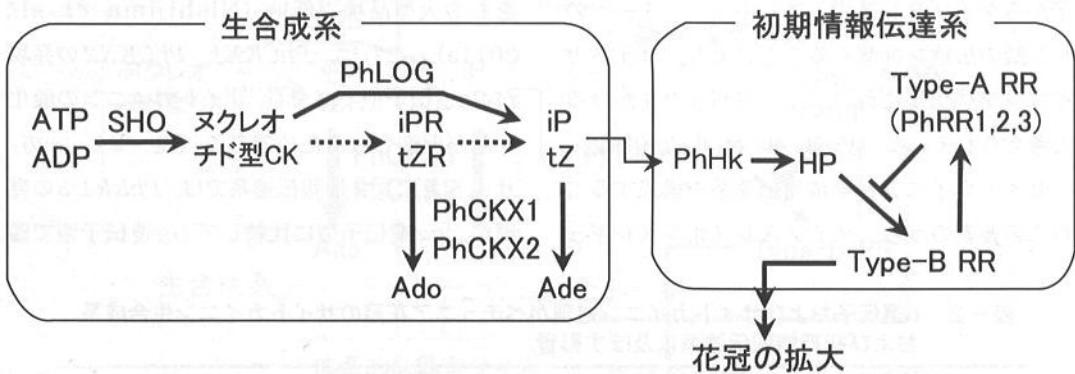 生合成系
PhLOG
ATP SHO ヌクレオ iPR iP
ADP チド型CK tZR tZ
PhCKX1
PhCKX2
Ado Ade
初期情報伝達系
Type-A RR
(PhRR1,2,3)
PhHk HP
Type-B RR
花冠の拡大